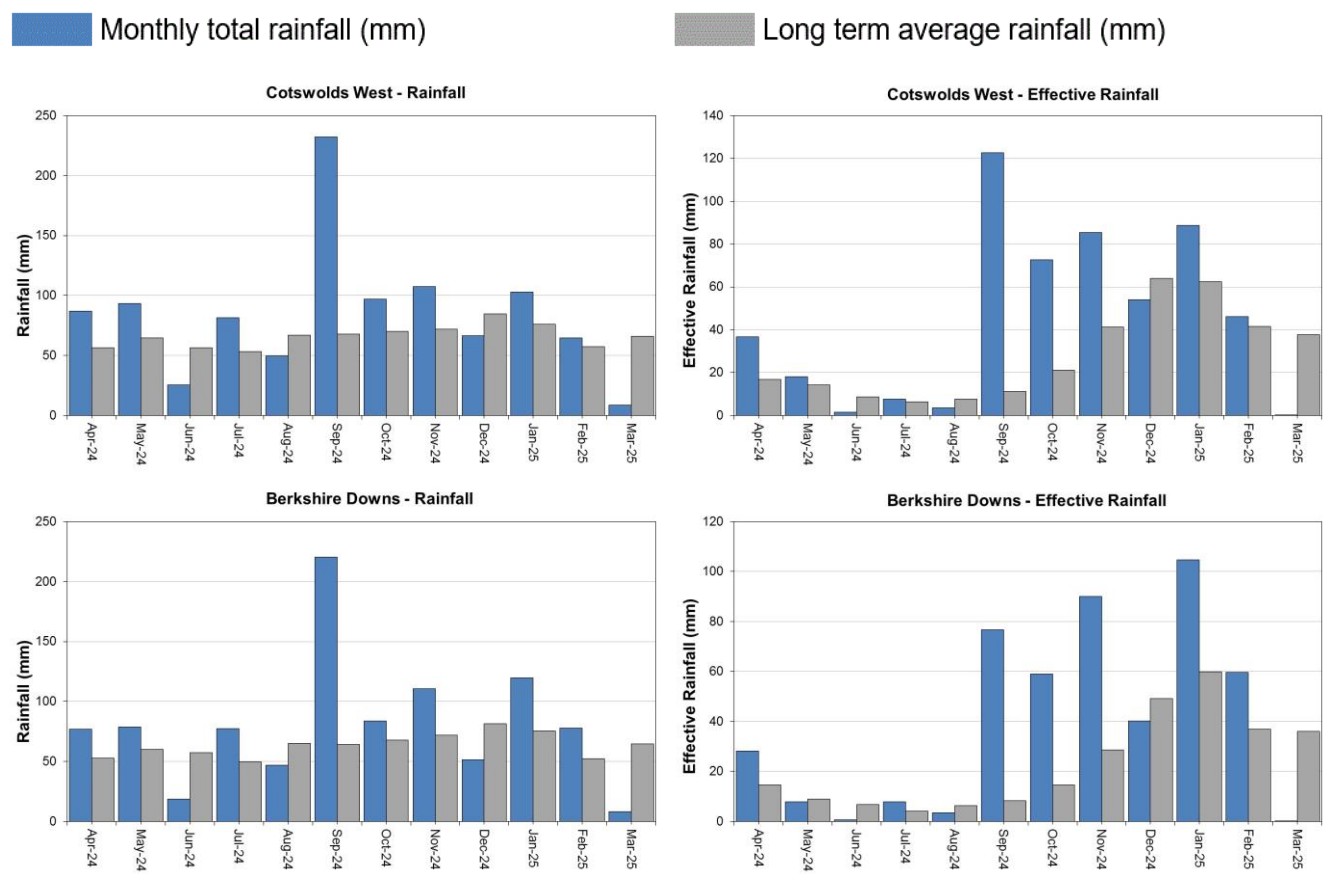 Monthly total rainfall (mm)
Long term average rainfall (mm)
Cotswolds West - Rainfall
Rainfall (mm)
250
200
150
100
50
0
Apr-24
May-24
Jun-24
Jul-24
Aug-24
Sep-24
Oct-24
Nov-24
Dec-24
Jan-25
Feb-25
Mar-25
Cotswolds West - Effective Rainfall
Effective Rainfall (mm)
140
120
100
80
60
40
20
0
Apr-24
May-24
Jun-24
Jul-24
Aug-24
Sep-24
Oct-24
Nov-24
Dec-24
Jan-25
Feb-25
Mar-25
Berkshire Downs - Rainfall
Rainfall (mm)
250
200
150
100
50
0
Apr-24
May-24
Jun-24
Jul-24
Aug-24
Sep-24
Oct-24
Nov-24
Dec-24
Jan-25
Feb-25
Mar-25
Berkshire Downs - Effective Rainfall
Effective Rainfall (mm)
120
100
80
60
40
20
0
Apr-24
May-24
Jun-24
Jul-24
Aug-24
Sep-24
Oct-24
Nov-24
Dec-24
Jan-25
Feb-25
Mar-25